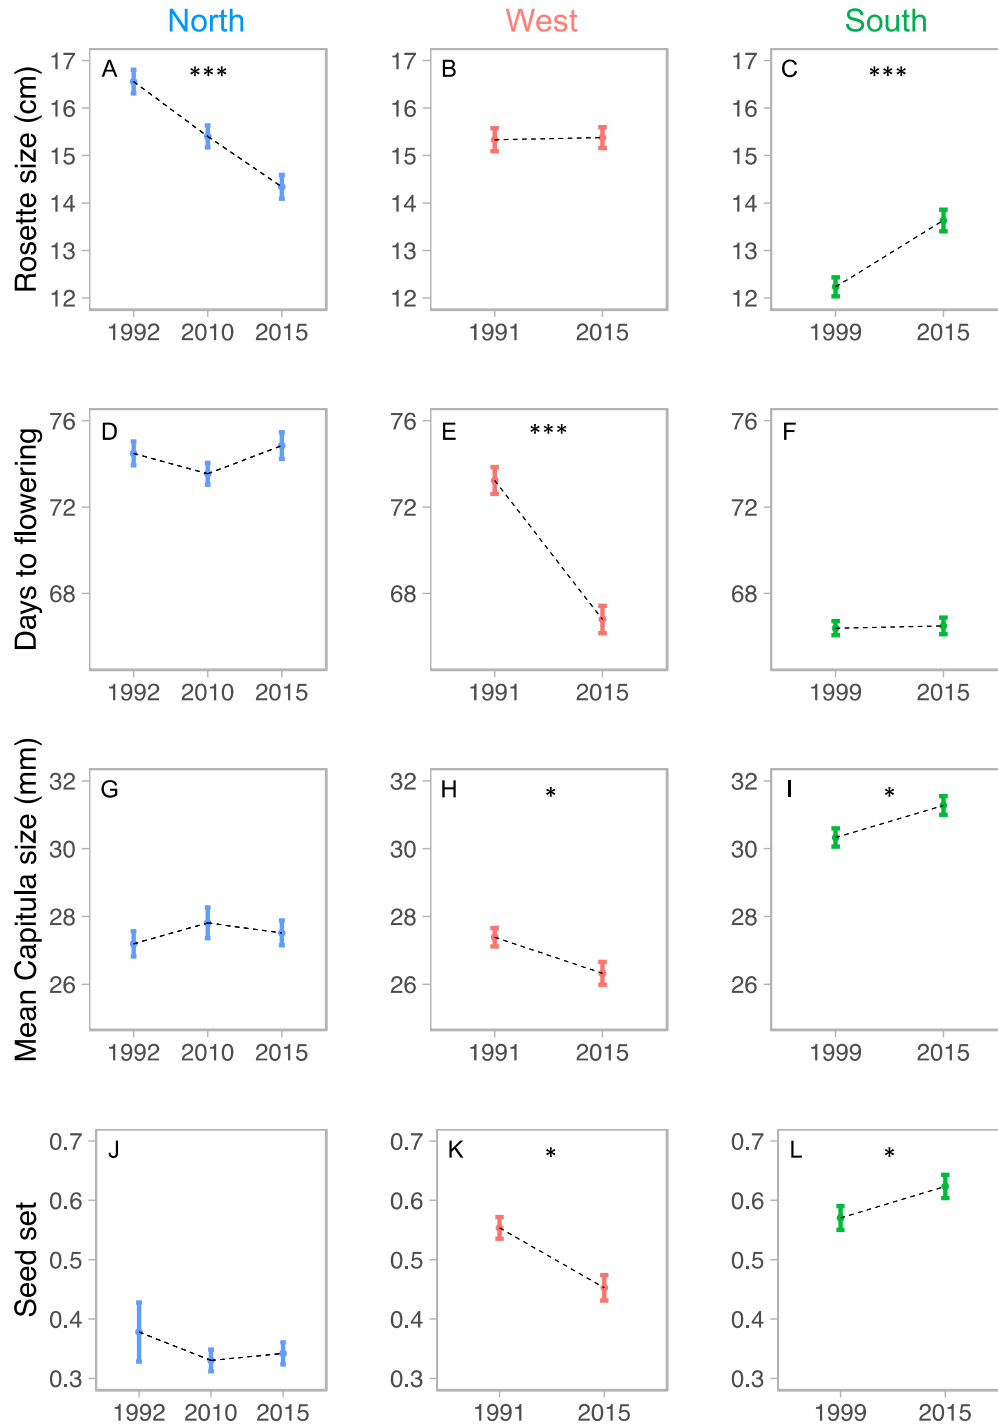 North West South
Rosette size (cm)
A *** B C ***
17 17 17
16 16 16
15 15 15
14 14 14
13 13 13
12 12 12
1992 2010 2015 1991 2015 1999 2015
Days to flowering
D E *** F
76 76 76
72 72 72
68 68 68
1992 2010 2015 1991 2015 1999 2015
Mean Capitula size (mm)
G H * I *
32 32 32
30 30 30
28 28 28
26 26 26
1992 2010 2015 1991 2015 1999 2015
Seed set
J K * L *
0.7 0.7 0.7
0.6 0.6 0.6
0.5 0.5 0.5
0.4 0.4 0.4
0.3 0.3 0.3
1992 2010 2015 1991 2015 1999 2015